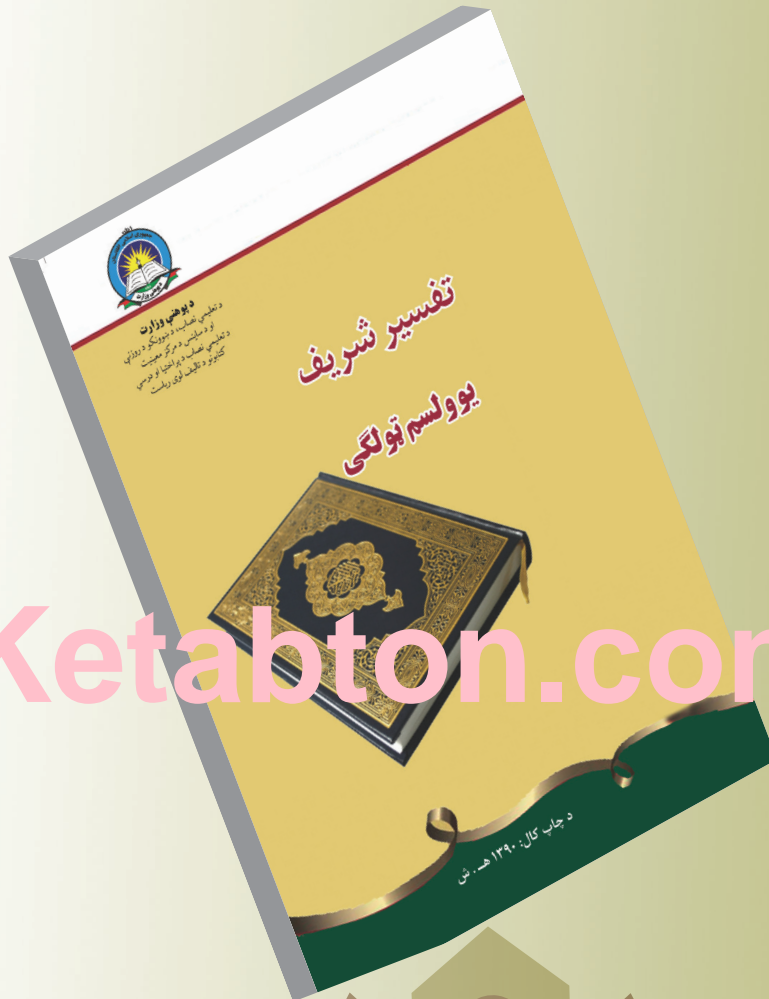 د پوهنې وزارت
د تعلیمي نصاب، د ښوونکو د روزنې
او د ساینس د مرکز معینیت
د تعلیمي نصاب د پراختیا او درسي
کتابونو د تالیف لوی ریاست
تفسیر شریف
یوولسم ټولګی
Ketabton.com
د چاپ کال: ۱۳۹۰ هـ . ش